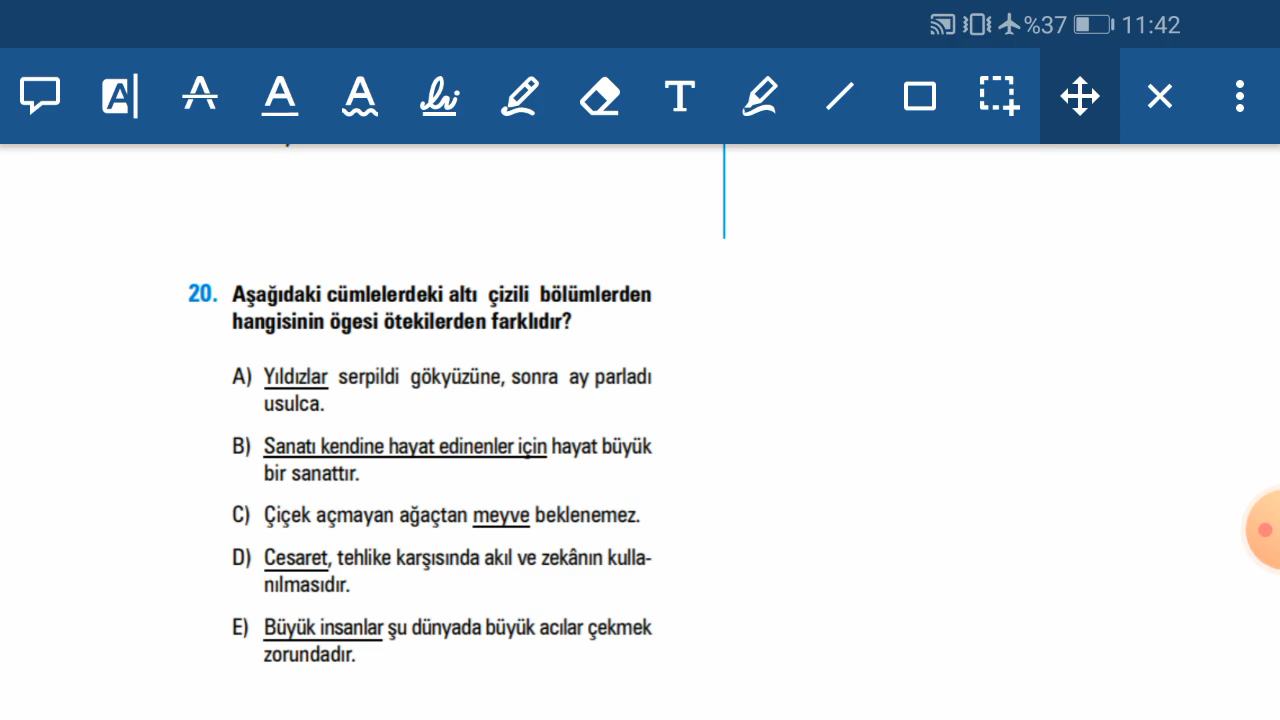 %37 11:42
20. Aşağıdaki cümlelerdeki altı çizili bölümlerden
hangisinin ögesi ötekilerden farklıdır?
A) Yıldızlar serpildi gökyüzüne, sonra ay parladı
usulca.
B) Sanatı kendine hayat edinenler için hayat büyük
bir sanattır.
C) Çiçek açmayan ağaçtan meyve beklenemez.
D) Cesaret, tehlike karşısında akıl ve zekânın kulla-
nılmasıdır.
E) Büyük insanlar şu dünyada büyük acılar çekmek
zorundadır.